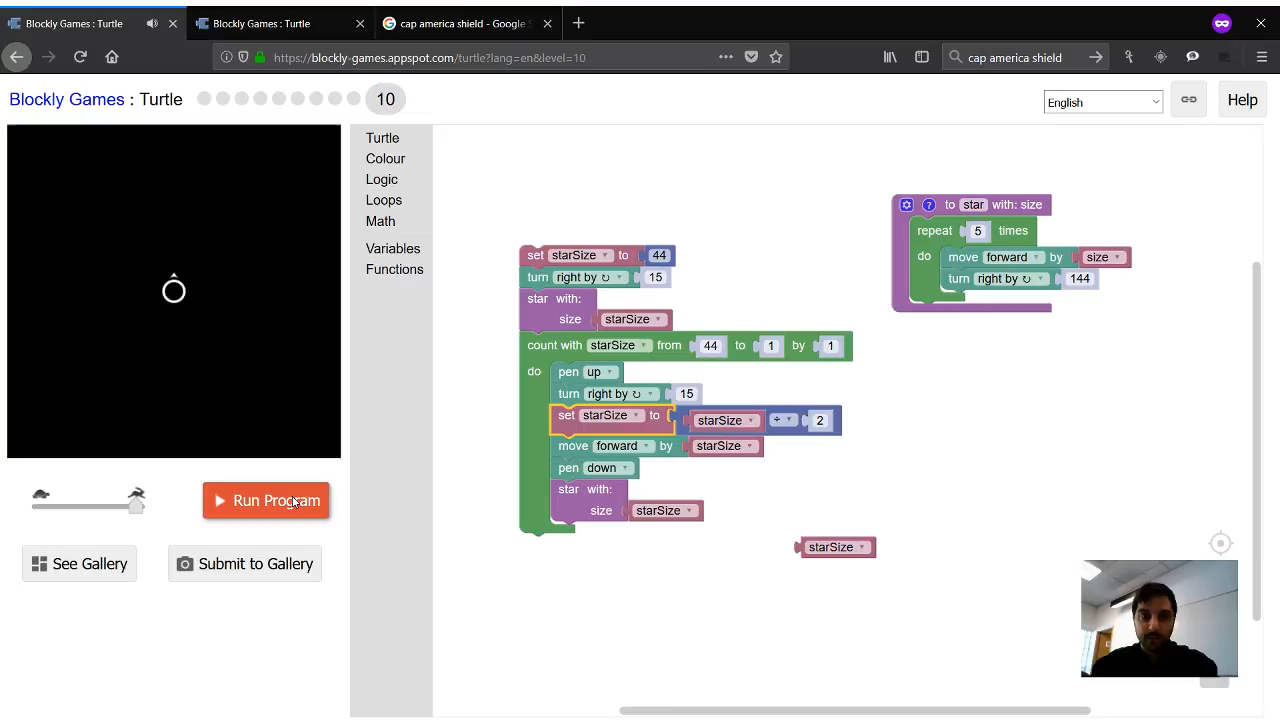 Blockly Games : Turtle
Blockly Games : Turtle
cap america shield - Google S
https://blockly-games.appspot.com/turtle?lang=en&level=10
cap america shield
Blockly Games : Turtle 10
English
Help
Turtle
Colour
Logic
Loops
Math
Variables
Functions
to star with: size
repeat 5 times
do move forward by size
turn right by ↻ 144
set starSize to 44
turn right by ↻ 15
star with:
size starSize
count with starSize from 44 to 1 by 1
do pen up
turn right by ↻ 15
set starSize to starSize ÷ 2
move forward by starSize
pen down
star with:
size starSize
starSize
Run Program
See Gallery
Submit to Gallery